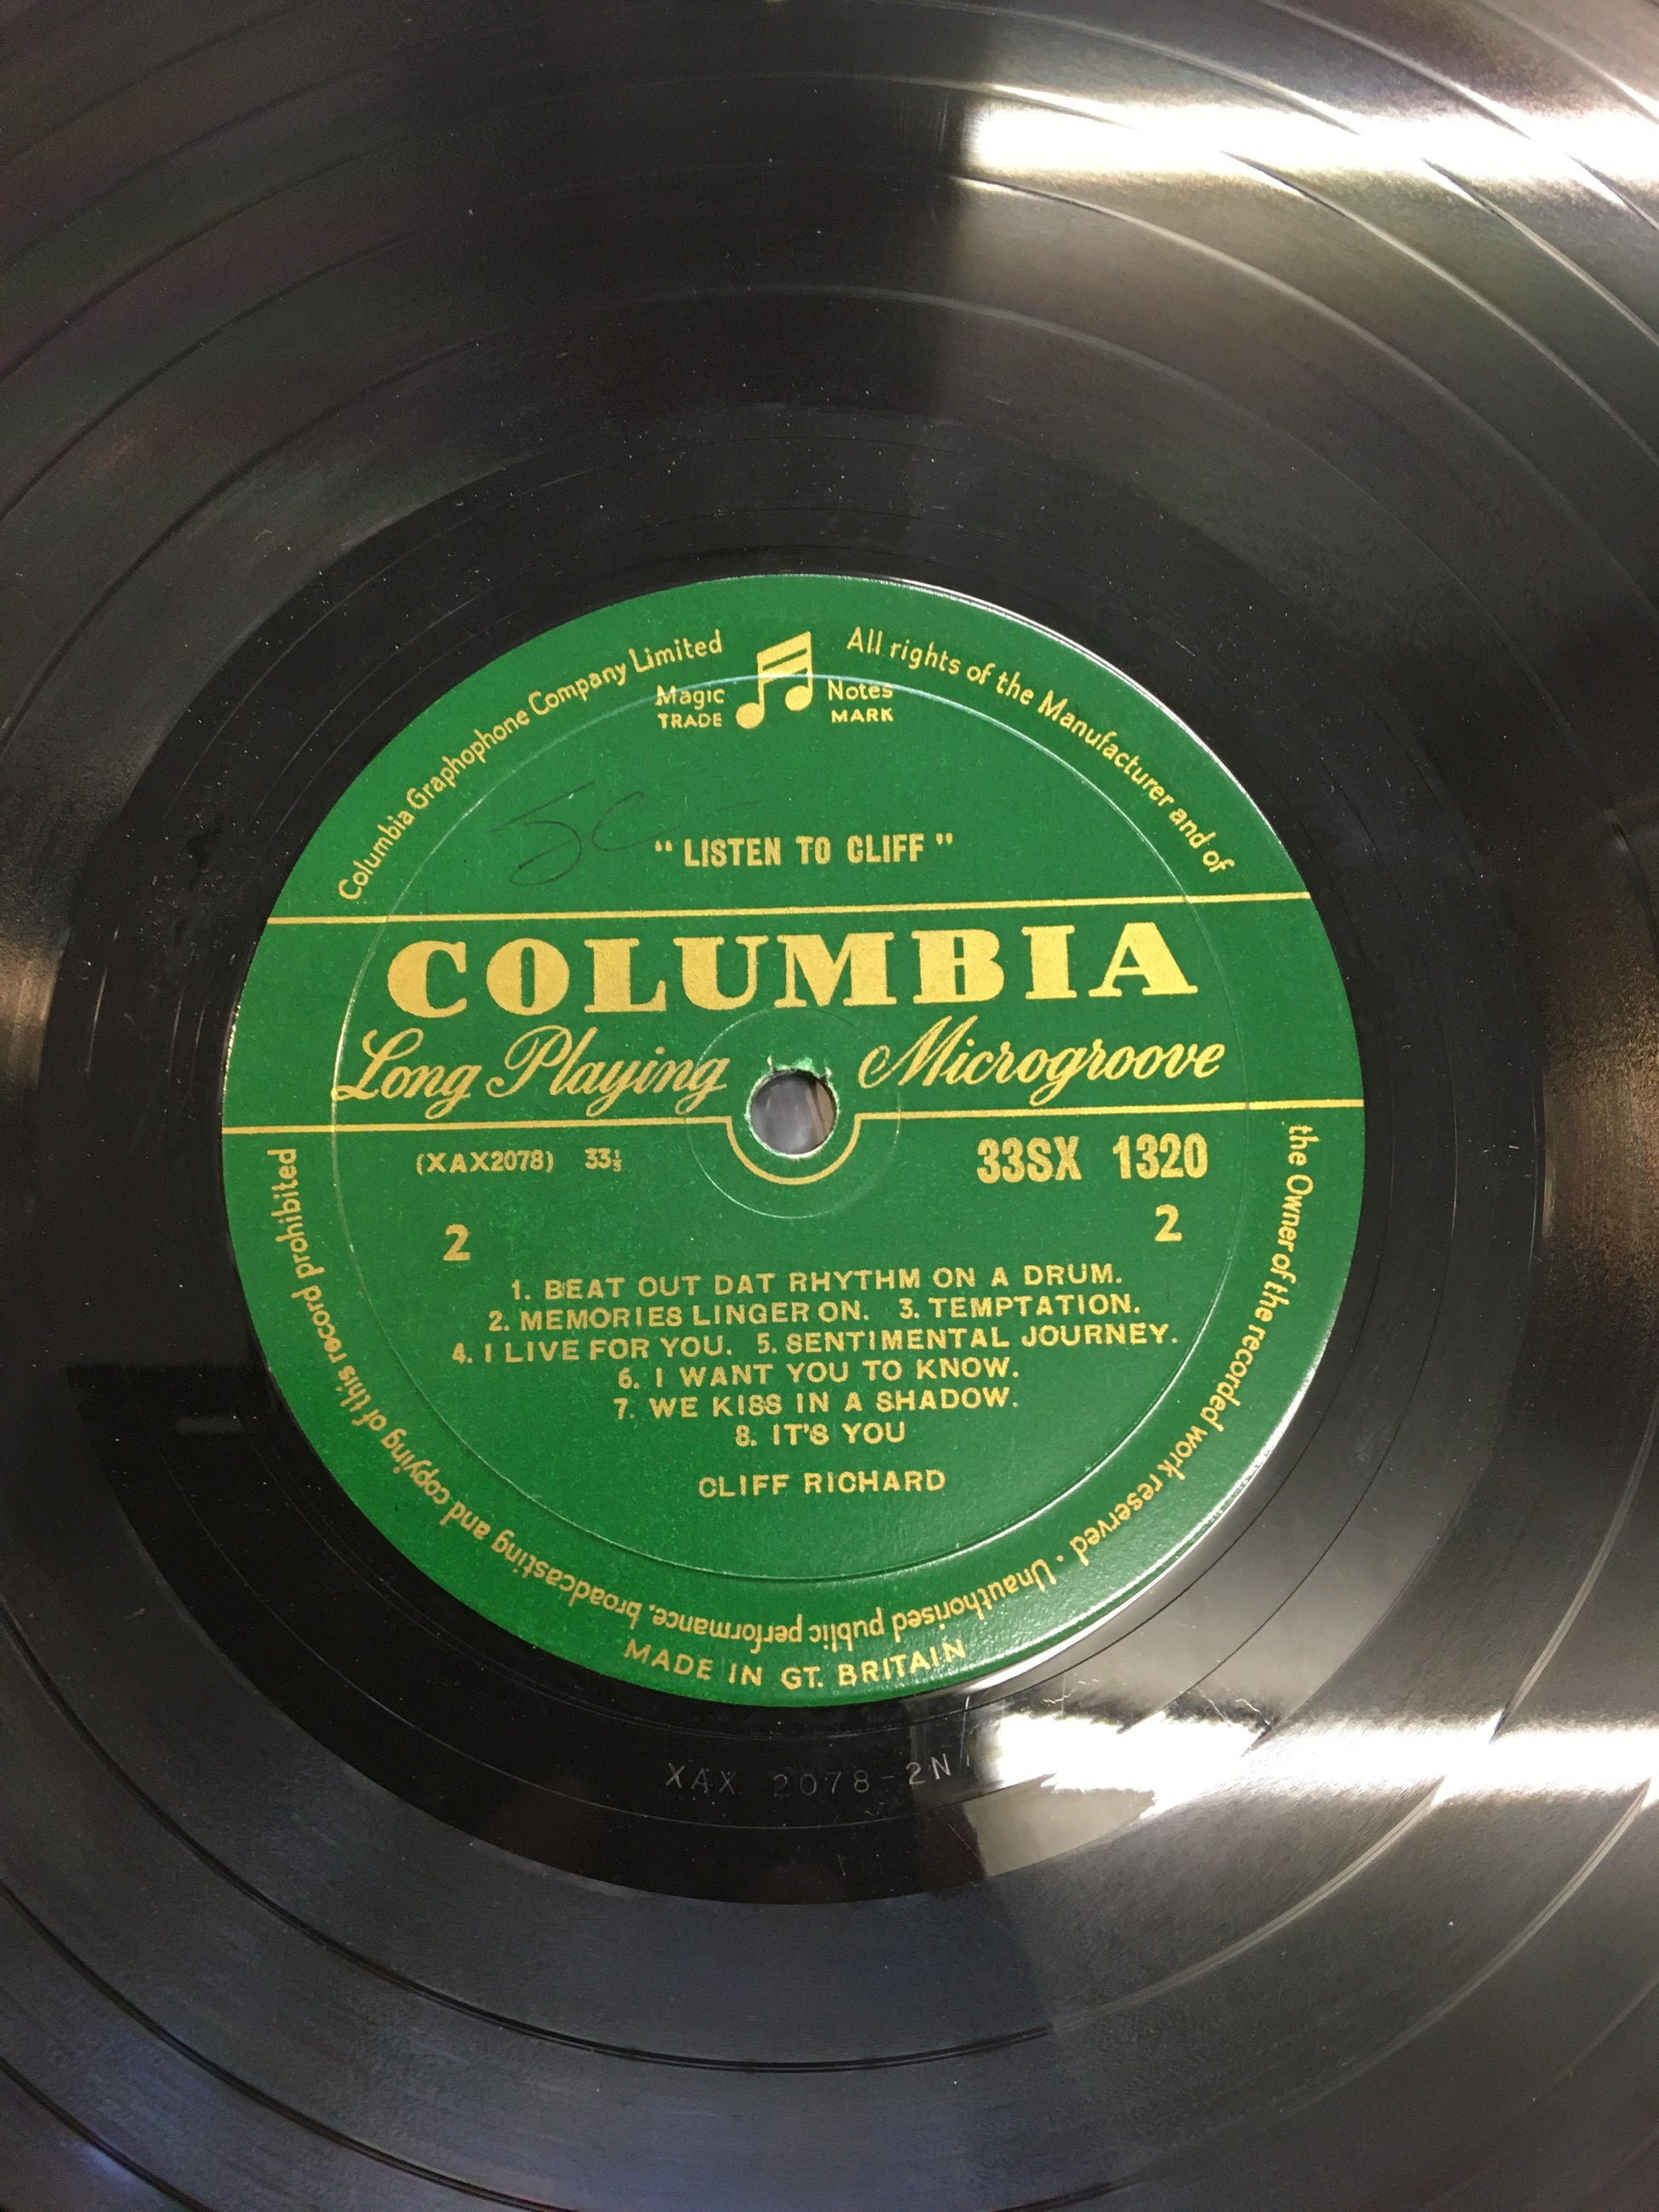 Columbia Graphophone Company Limited
All rights of the Manufacturer and of the Owner of the recorded work reserved · Unauthorised public performance, broadcasting and copying of this record prohibited
Magic Notes
TRADE MARK
“ LISTEN TO CLIFF ”
COLUMBIA
Long Playing Microgroove
(XAX2078) 33⅓ 33SX 1320
2 2
1. BEAT OUT DAT RHYTHM ON A DRUM.
2. MEMORIES LINGER ON. 3. TEMPTATION.
4. I LIVE FOR YOU. 5. SENTIMENTAL JOURNEY.
6. I WANT YOU TO KNOW.
7. WE KISS IN A SHADOW.
8. IT'S YOU
CLIFF RICHARD
MADE IN GT. BRITAIN
XAX 2078-2N